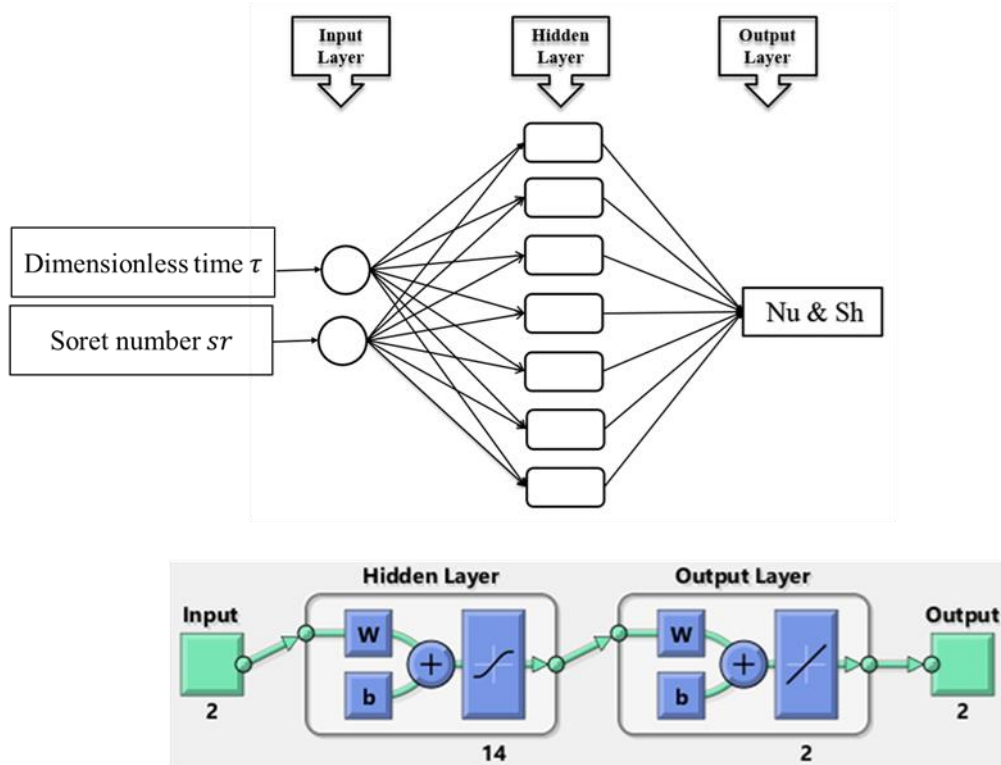 Input
Layer
Hidden
Layer
Output
Layer
Dimensionless time τ
Soret number sr
Nu & Sh
Hidden Layer
Output Layer
Input
Output
W
b
+
W
b
+
2
14
2
2